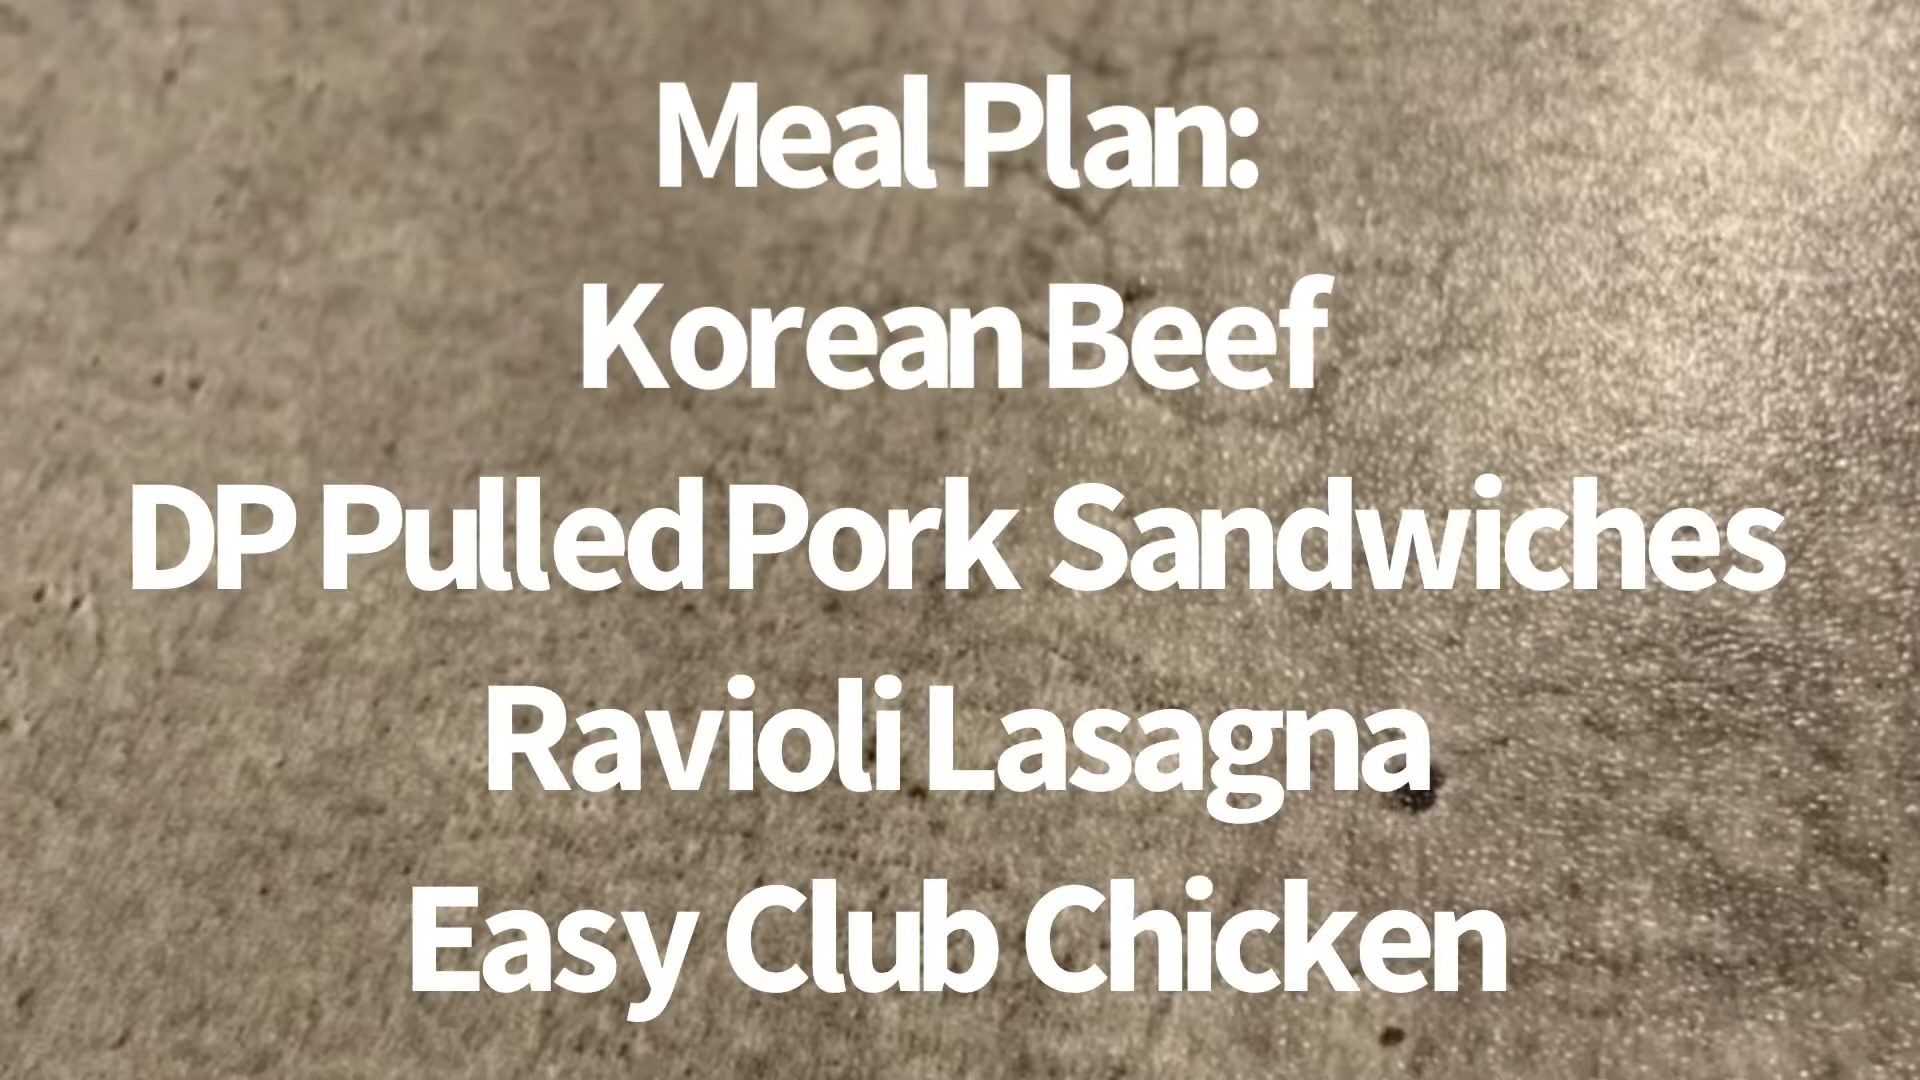 Meal Plan:
Korean Beef
DP Pulled Pork Sandwiches
Ravioli Lasagna
Easy Club Chicken